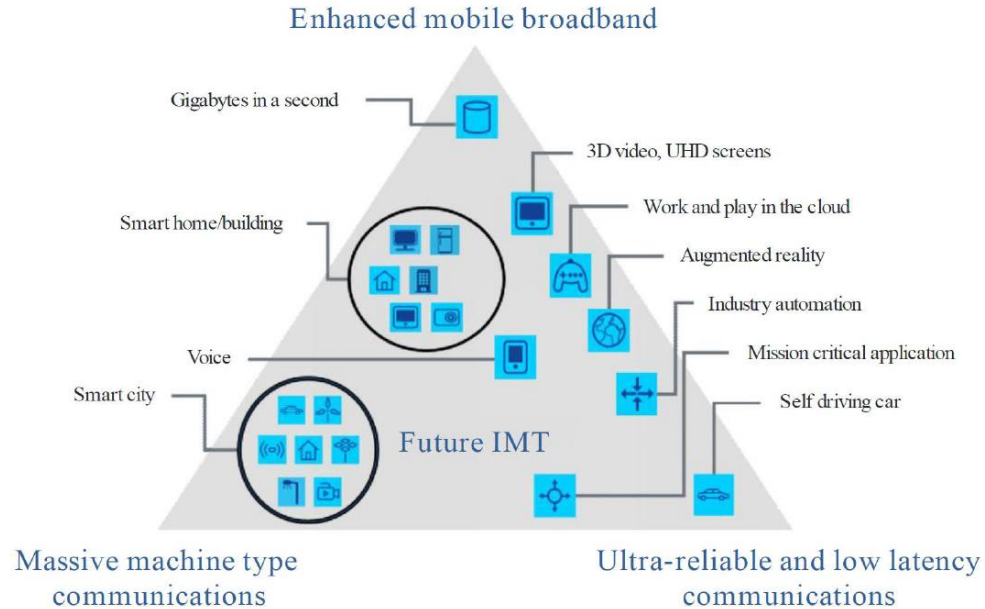 Enhanced mobile broadband
Gigabytes in a second
3D video, UHD screens
Smart home/building
Work and play in the cloud
Augmented reality
Industry automation
Voice
Mission critical application
Smart city
Self driving car
Future IMT
Massive machine type
communications
Ultra-reliable and low latency
communications